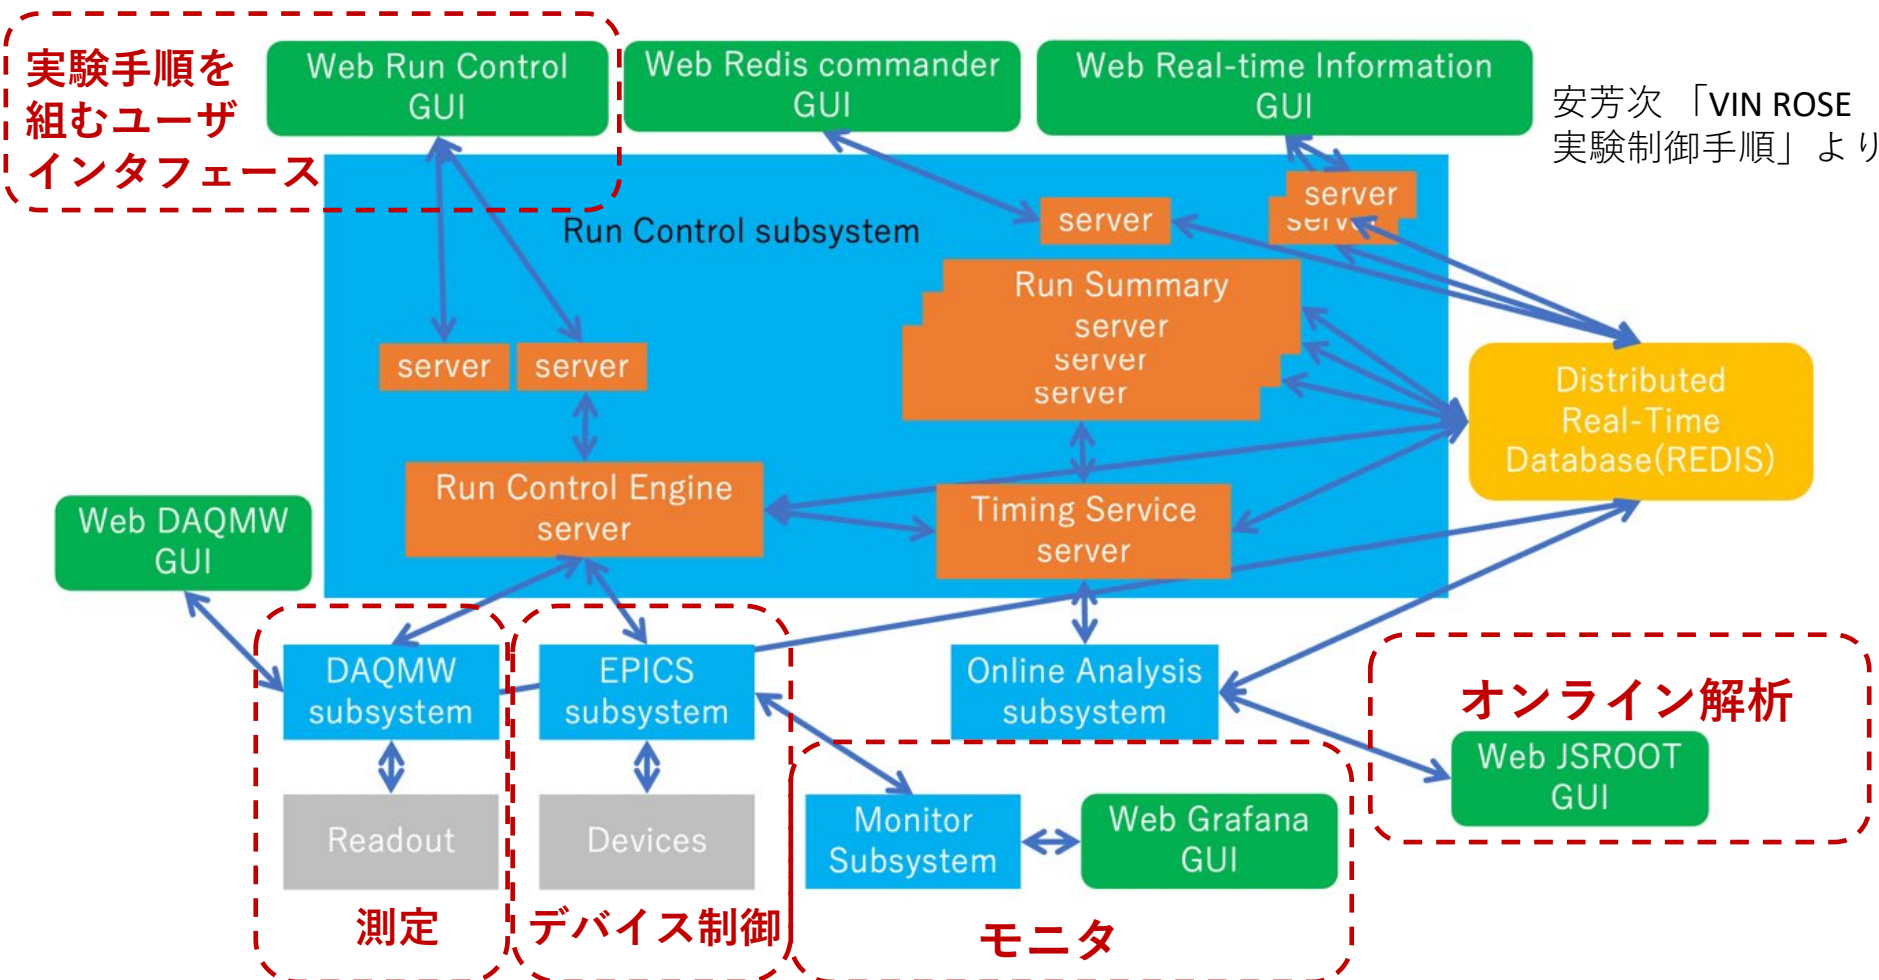 実験手順を
組むユーザ
インタフェース
Web Run Control
GUI
Web Redis commander
GUI
Web Real-time Information
GUI
安芳次 「VIN ROSE
実験制御手順」より
Run Control subsystem
server
server
server
server
server
Run Summary
server
server
server
Run Control Engine
server
Timing Service
server
Distributed
Real-Time
Database(REDIS)
Web DAQMW
GUI
DAQMW
subsystem
EPICS
subsystem
Online Analysis
subsystem
オンライン解析
Web JSROOT
GUI
Readout
Devices
Monitor
Subsystem
Web Grafana
GUI
測定
デバイス制御
モニタ